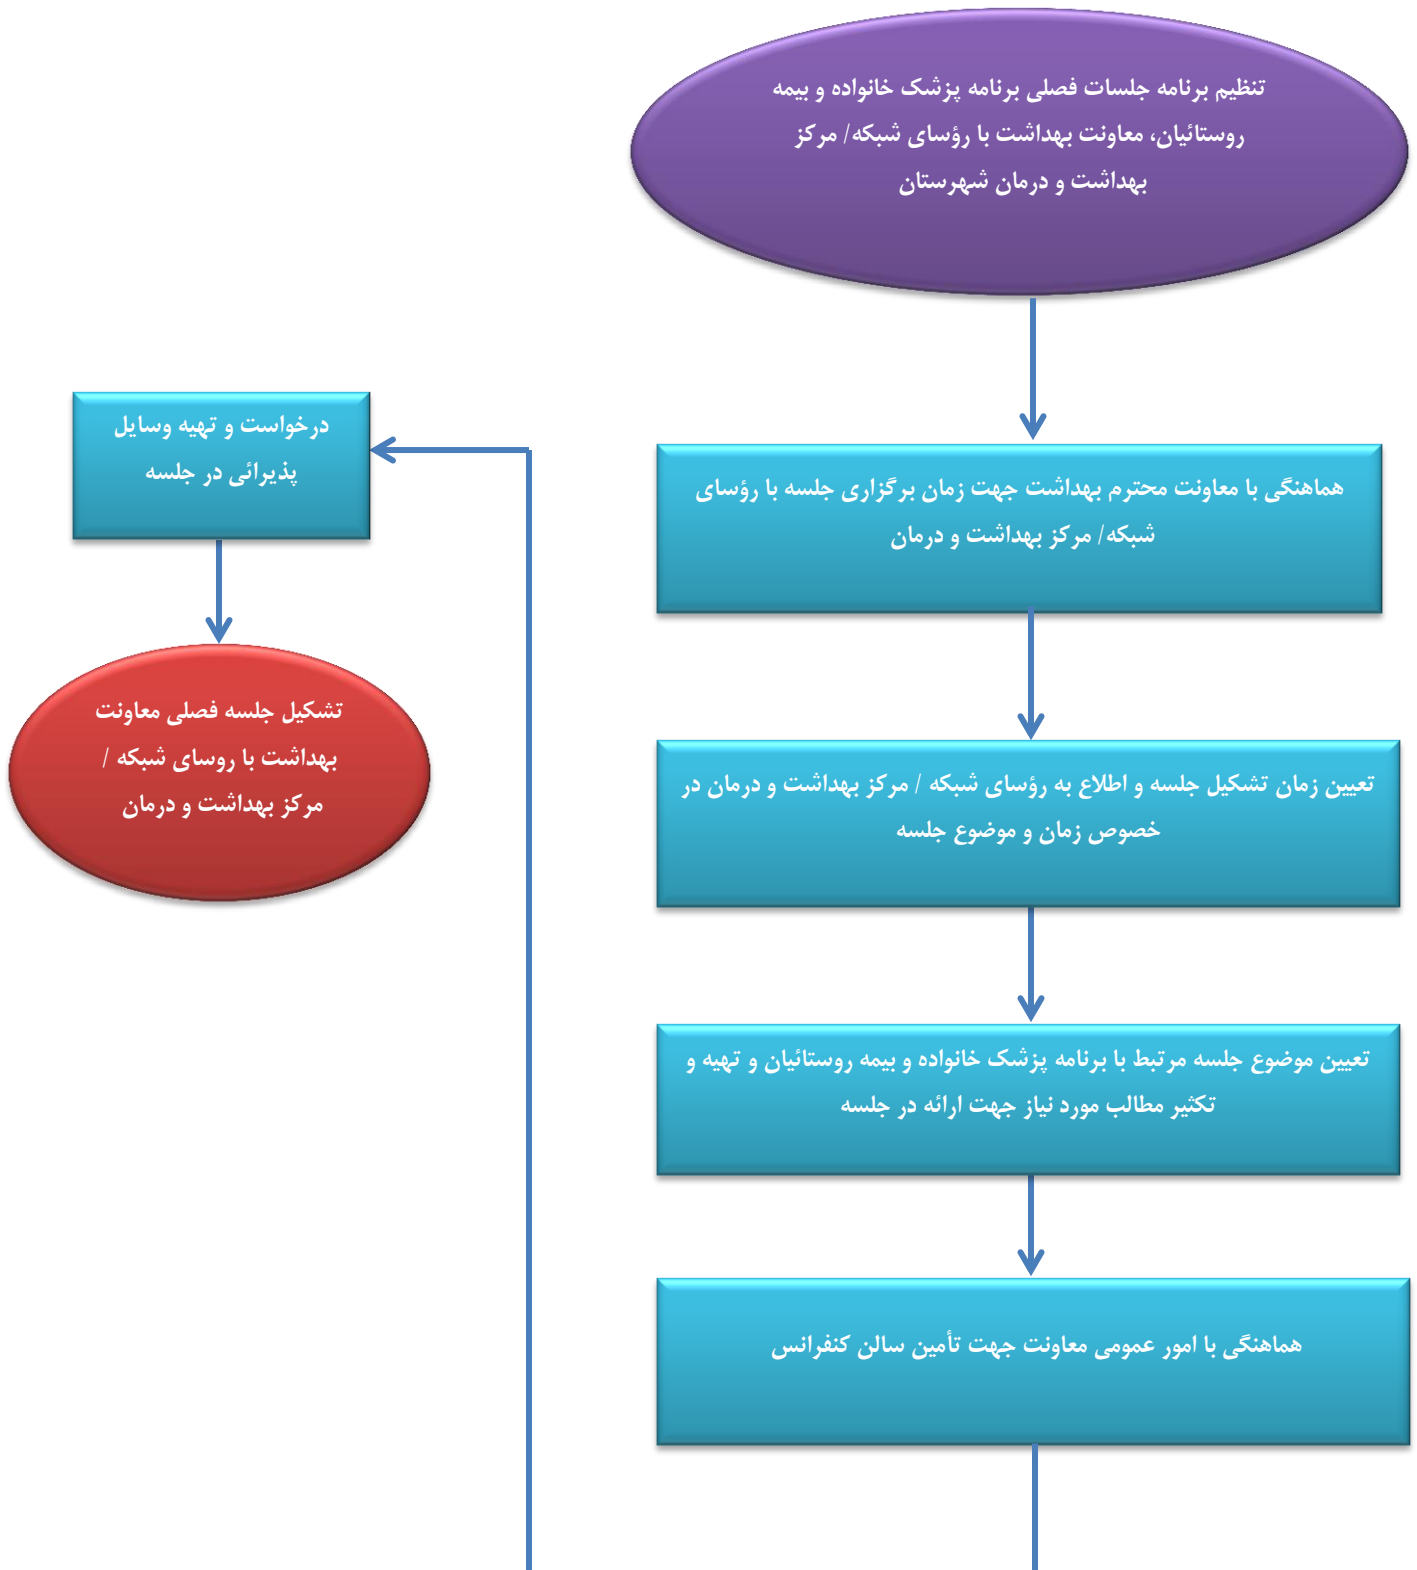 تنظیم برنامه جلسات فصلی برنامه پزشک خانواده و بیمه
روستائیان، معاونت بهداشت با رؤسای شبکه/ مرکز
بهداشت و درمان شهرستان
هماهنگی با معاونت محترم بهداشت جهت زمان برگزاری جلسه با رؤسای
شبکه/ مرکز بهداشت و درمان
تعیین زمان تشکیل جلسه و اطلاع به رؤسای شبکه / مرکز بهداشت و درمان در
خصوص زمان و موضوع جلسه
تعیین موضوع جلسه مرتبط با برنامه پزشک خانواده و بیمه روستائیان و تهیه و
تکثیر مطالب مورد نیاز جهت ارائه در جلسه
هماهنگی با امور عمومی معاونت جهت تأمین سالن کنفرانس
درخواست و تهیه وسایل
پذیرائی در جلسه
تشکیل جلسه فصلی معاونت
بهداشت با روسای شبکه /
مرکز بهداشت و درمان